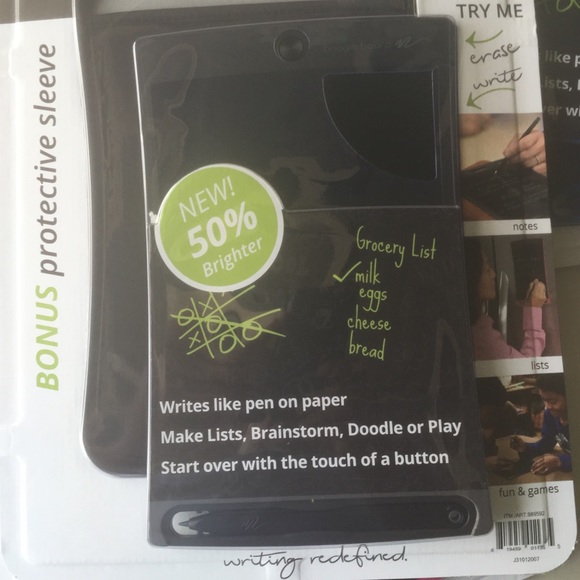 BONUS protective sleeve
TRY ME
erase
write
NEW!
50%
Brighter
Grocery List
milk
eggs
cheese
bread
Writes like pen on paper
Make Lists, Brainstorm, Doodle or Play
Start over with the touch of a button
writing redefined.
notes
lists
fun & games
like p